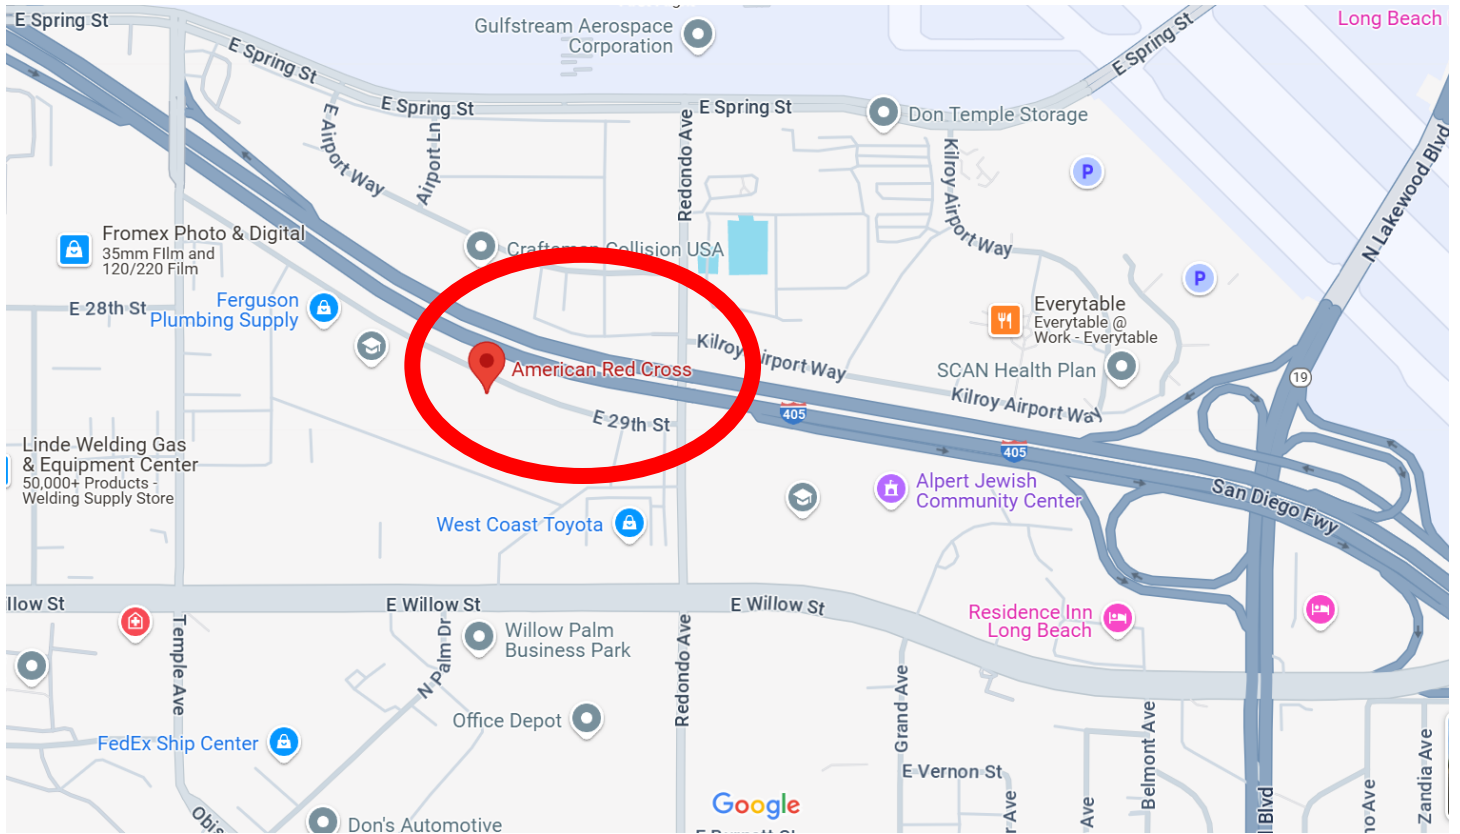 E Spring St
Gulfstream Aerospace
Corporation
Long Beach
E Spring St
E Spring St
E Spring St
E Spring St
Don Temple Storage
E Airport Way
Airport Ln
Redondo Ave
Kilroy Airport Way
N Lakewood Blvd
P
P
Fromex Photo & Digital
35mm FIlm and
120/220 Film
Craftsman Collision USA
E 28th St
Ferguson
Plumbing Supply
Everytable
Everytable @
Work - Everytable
Kilroy Airport Way
SCAN Health Plan
American Red Cross
19
Kilroy Airport Way
405
E 29th St
405
Linde Welding Gas
& Equipment Center
50,000+ Products -
Welding Supply Store
Alpert Jewish
Community Center
San Diego Fwy
West Coast Toyota
llow St
E Willow St
E Willow St
Residence Inn
Long Beach
Temple Ave
N Palm Dr
Willow Palm
Business Park
Redondo Ave
Grand Ave
Office Depot
Belmont Ave
FedEx Ship Center
Zandia Ave
E Vernon St
Google
Obis
Don's Automotive
r Ave
Ave
l Blvd
no Ave